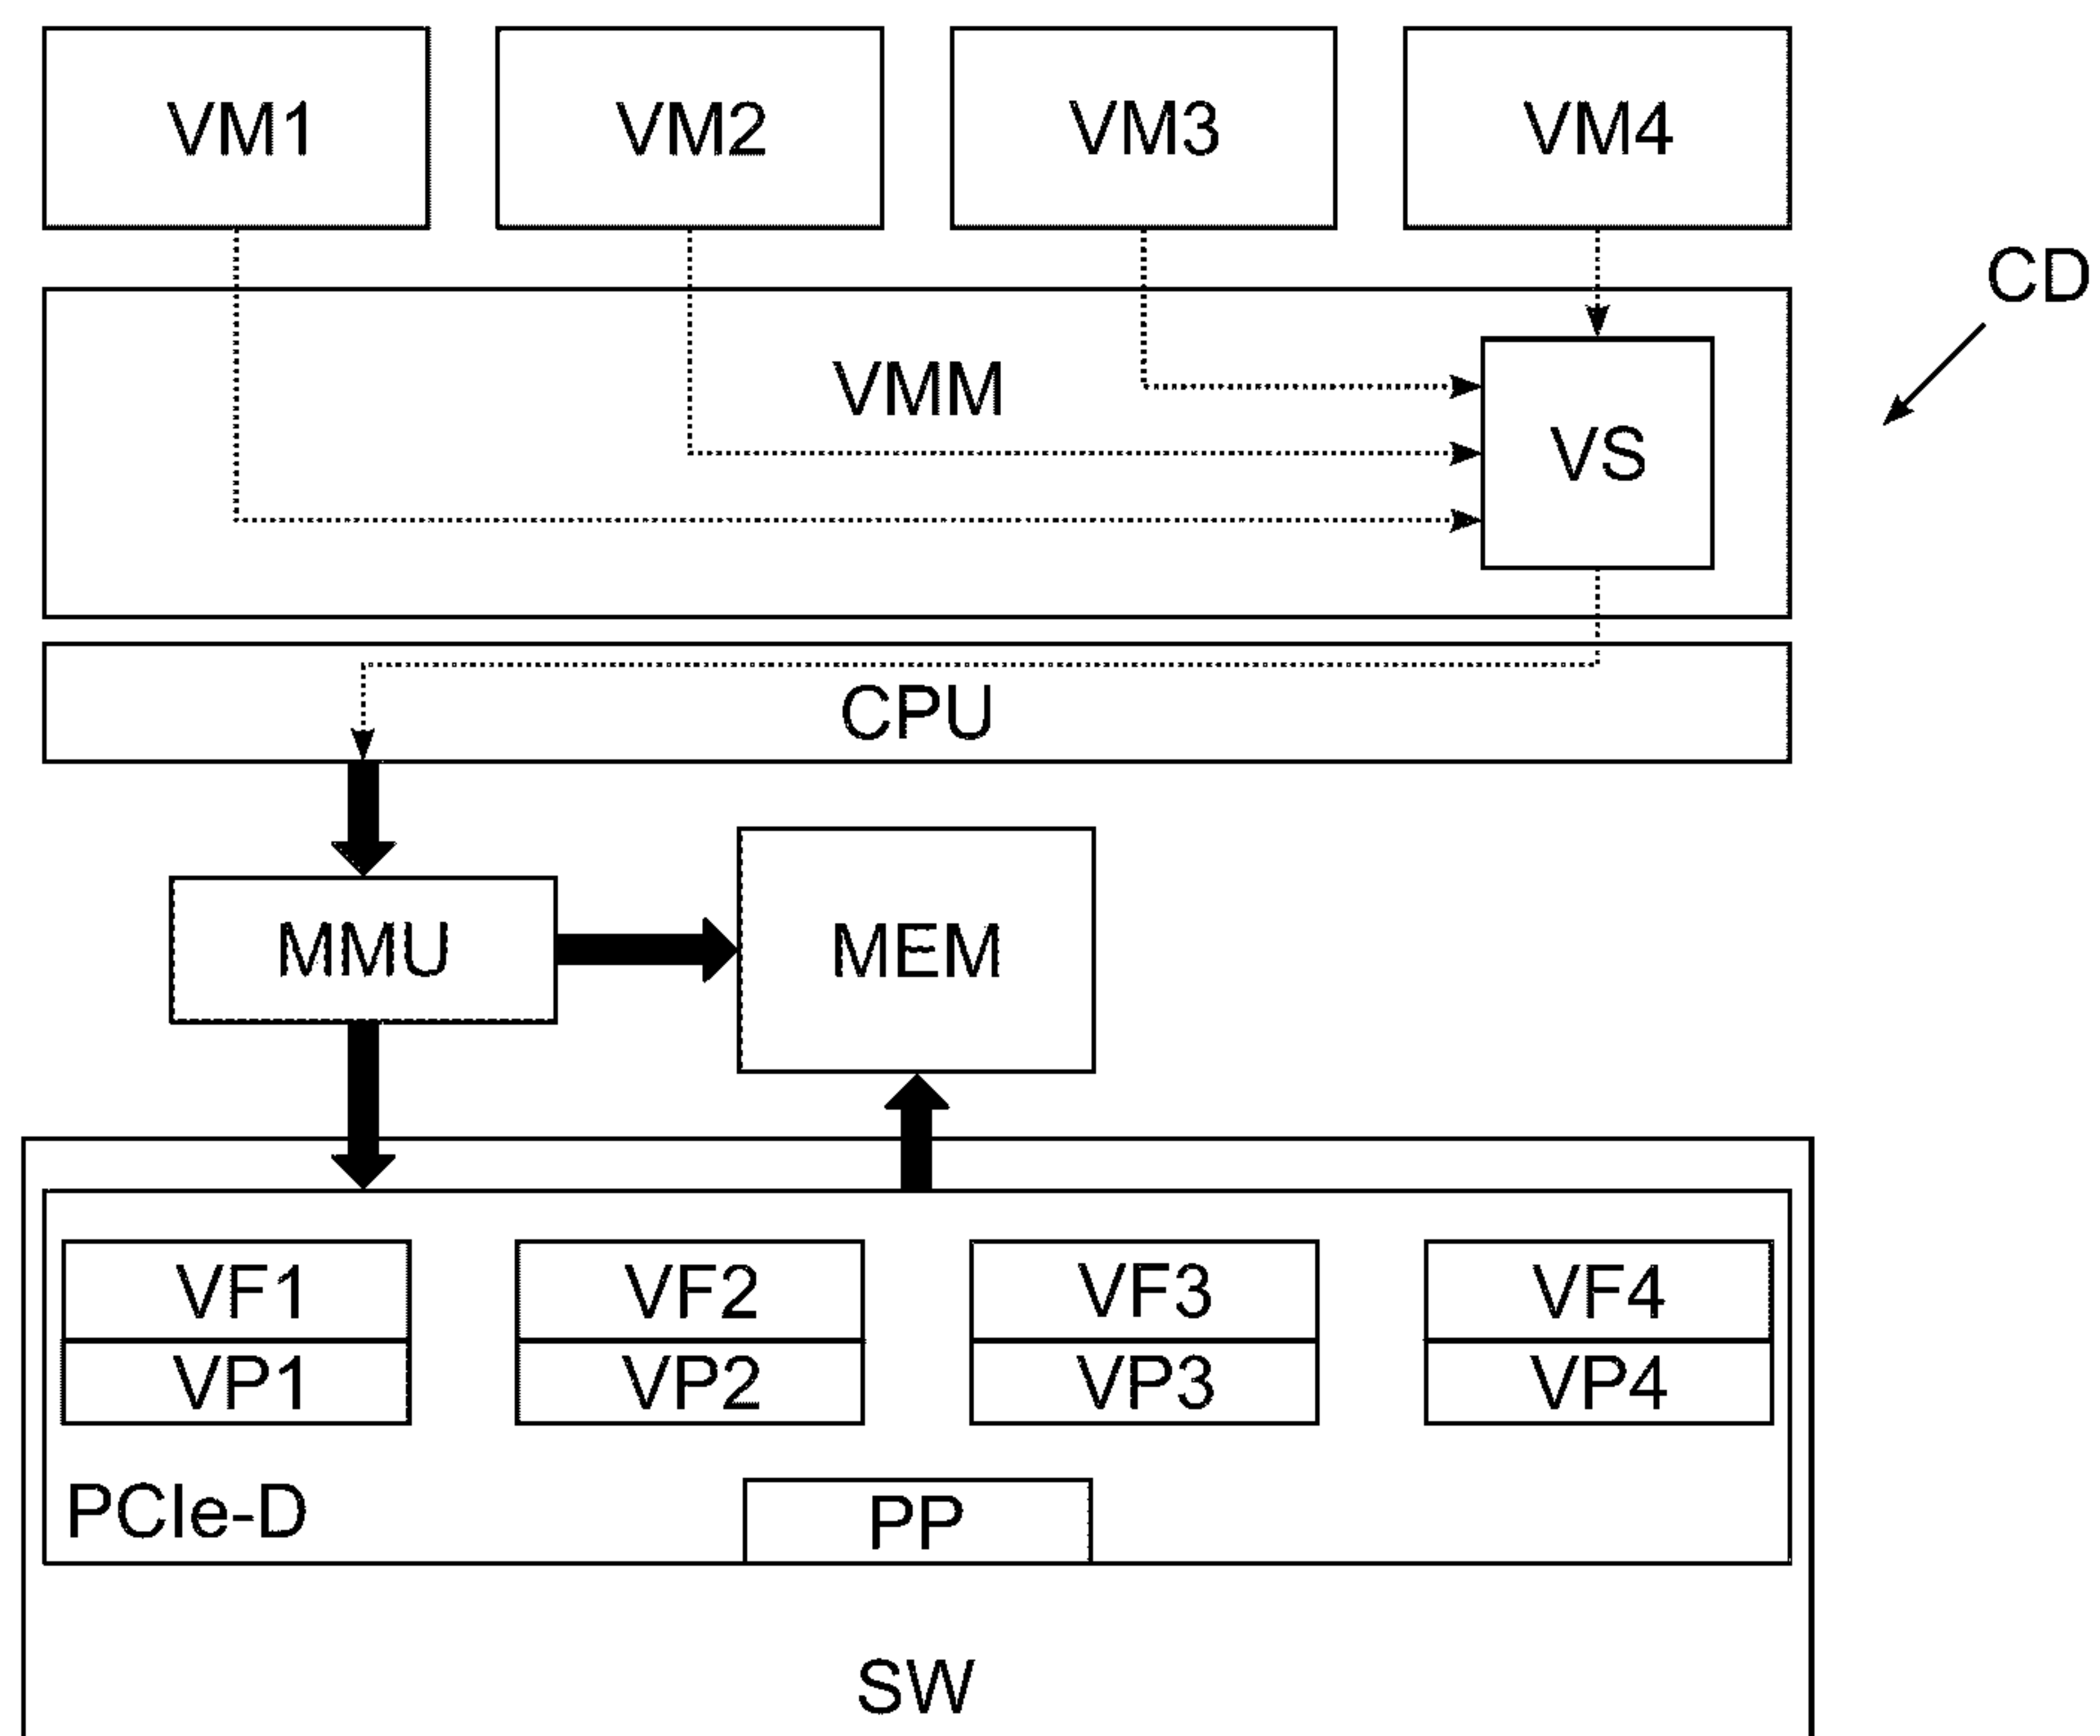 VM1 VM2 VM3 VM4
CD
VMM
VS
CPU
MMU MEM
VF1 VF2 VF3 VF4
VP1 VP2 VP3 VP4
PCIe-D
PP
SW